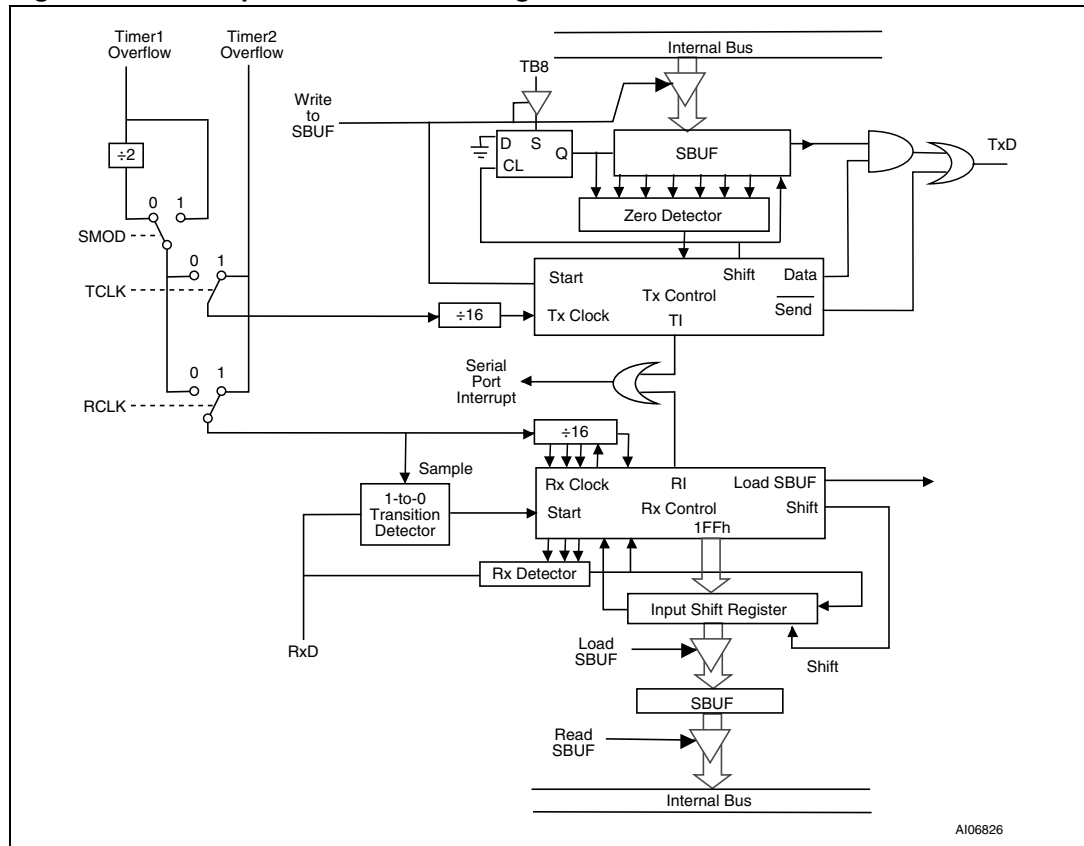 Timer1
Overflow
Timer2
Overflow
Internal Bus
TB8
Write
to
SBUF
D S
Q
CL
SBUF
TxD
÷2
Zero Detector
0 1
SMOD
0 1
TCLK
Start
Shift
Data
Tx Control
Send
÷16
Tx Clock
TI
Serial
Port
Interrupt
0 1
RCLK
÷16
Sample
1-to-0
Transition
Detector
Rx Clock
RI
Load SBUF
Start
Rx Control
Shift
1FFh
Rx Detector
Input Shift Register
RxD
Load
SBUF
Shift
SBUF
Read
SBUF
Internal Bus
AI06826